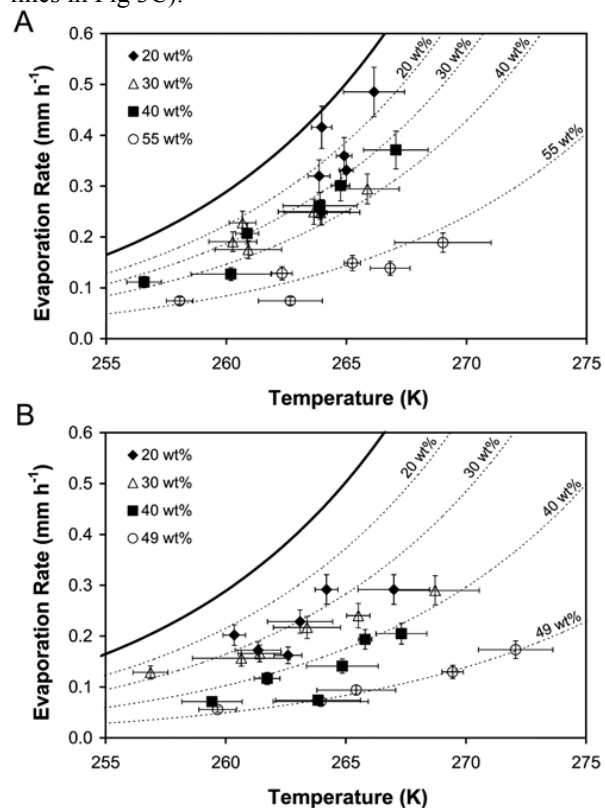 lines in Fig 3C).
A
0.6
0.5
0.4
0.3
0.2
0.1
0.0
Evaporation Rate (mm h⁻¹)
20 wt%
30 wt%
40 wt%
55 wt%
20 wt%
30 wt%
40 wt%
55 wt%
255 260 265 270 275
Temperature (K)
B
0.6
0.5
0.4
0.3
0.2
0.1
0.0
Evaporation Rate (mm h⁻¹)
20 wt%
30 wt%
40 wt%
49 wt%
20 wt%
30 wt%
40 wt%
49 wt%
255 260 265 270 275
Temperature (K)